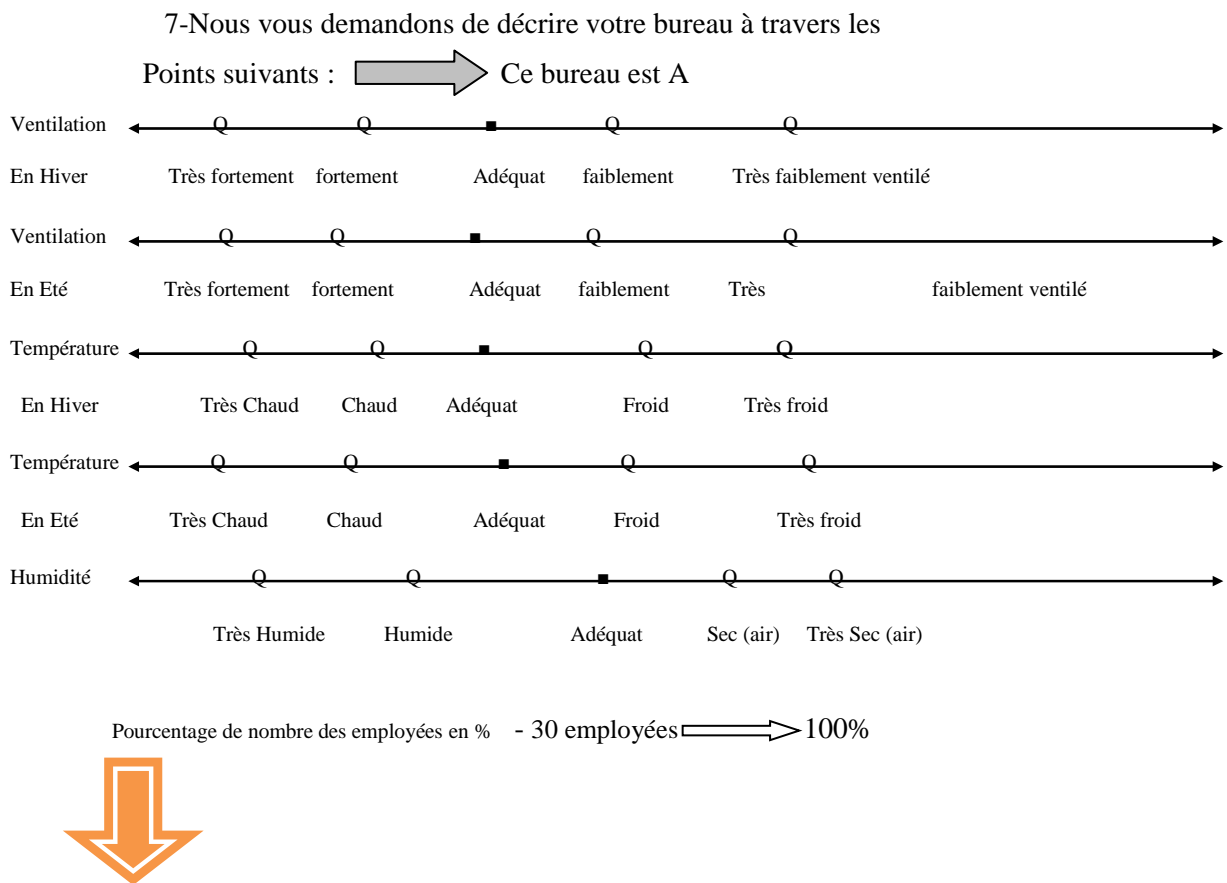 7-Nous vous demandons de décrire votre bureau à travers les
Points suivants : Ce bureau est A
Ventilation Q Q ▪ Q Q
En Hiver Très fortement fortement Adéquat faiblement Très faiblement ventilé
Ventilation Q Q ▪ Q Q
En Eté Très fortement fortement Adéquat faiblement Très faiblement ventilé
Température Q Q ▪ Q Q
En Hiver Très Chaud Chaud Adéquat Froid Très froid
Température Q Q ▪ Q Q
En Eté Très Chaud Chaud Adéquat Froid Très froid
Humidité Q Q ▪ Q Q
Très Humide Humide Adéquat Sec (air) Très Sec (air)
Pourcentage de nombre des employées en % - 30 employées 100%